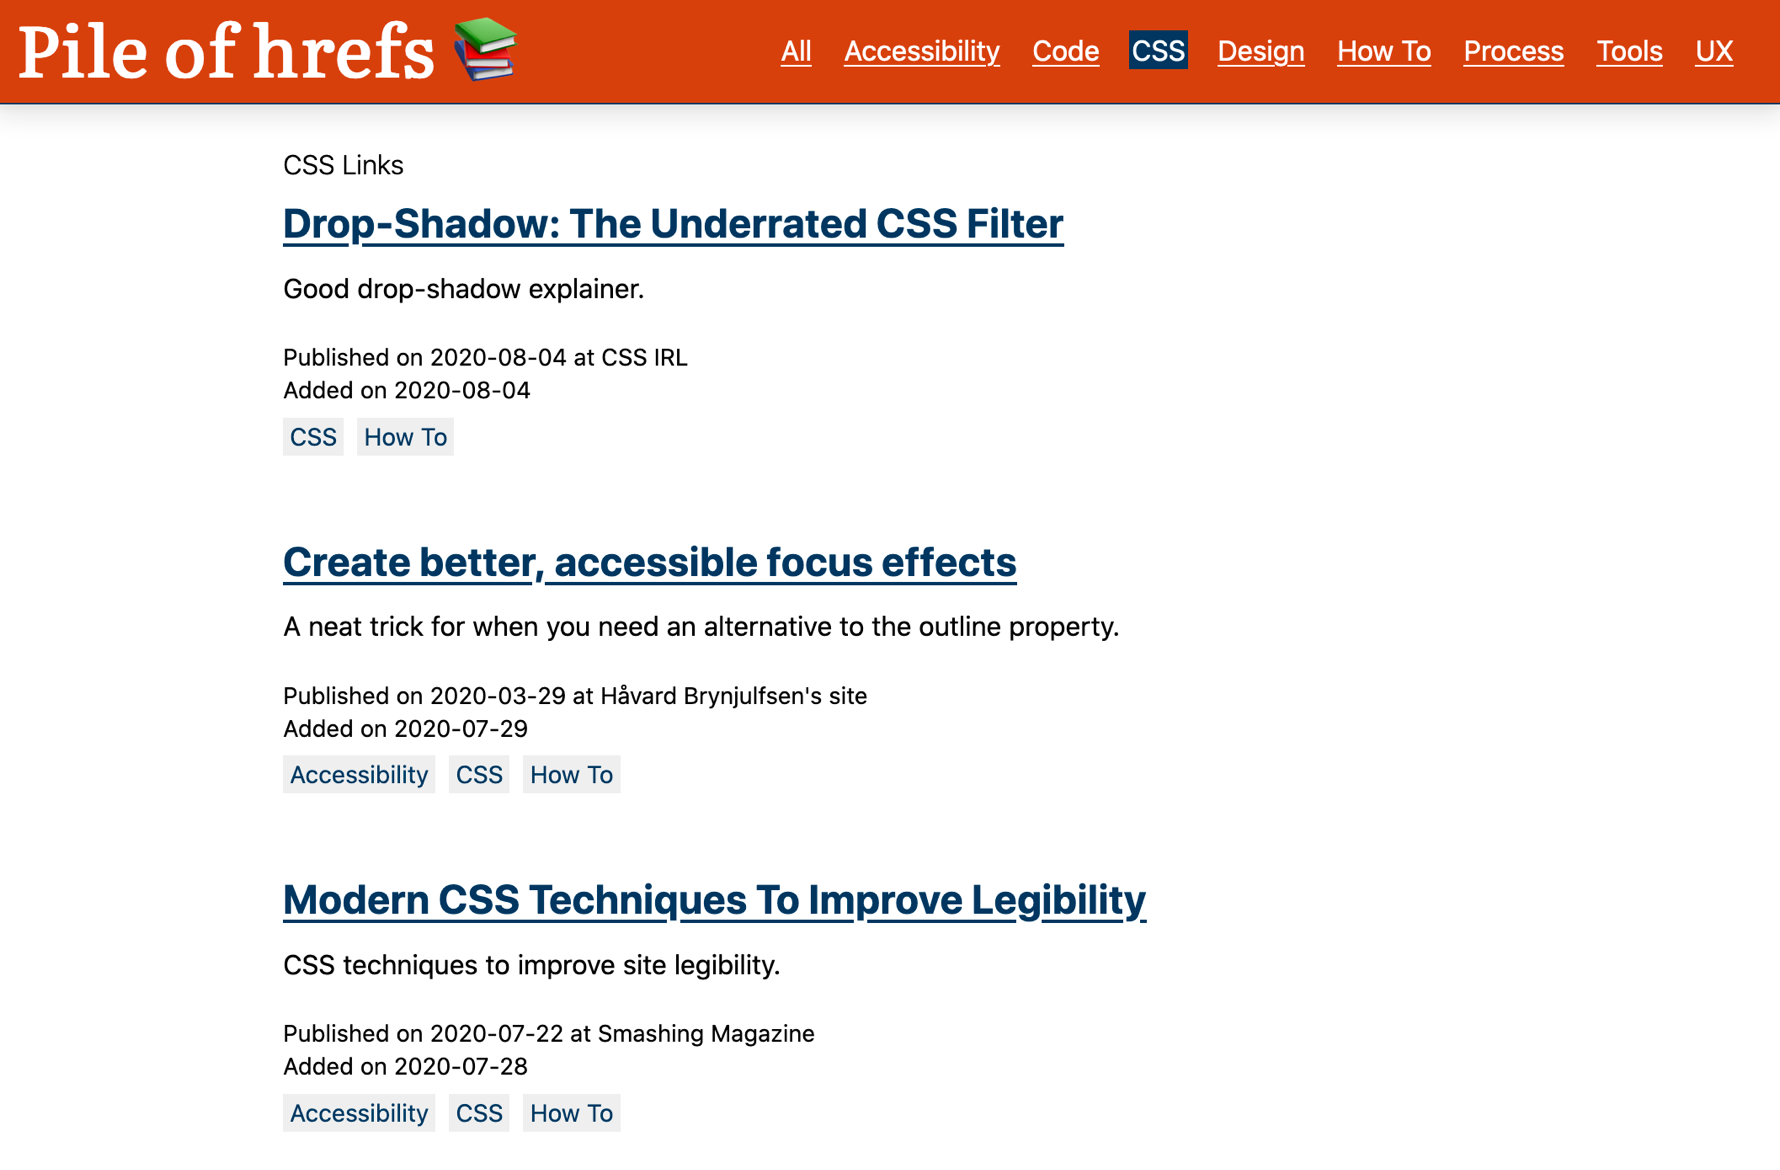 Pile of hrefs
All Accessibility Code CSS Design How To Process Tools UX
CSS Links
Drop-Shadow: The Underrated CSS Filter
Good drop-shadow explainer.
Published on 2020-08-04 at CSS IRL
Added on 2020-08-04
CSS How To
Create better, accessible focus effects
A neat trick for when you need an alternative to the outline property.
Published on 2020-03-29 at Håvard Brynjulfsen's site
Added on 2020-07-29
Accessibility CSS How To
Modern CSS Techniques To Improve Legibility
CSS techniques to improve site legibility.
Published on 2020-07-22 at Smashing Magazine
Added on 2020-07-28
Accessibility CSS How To